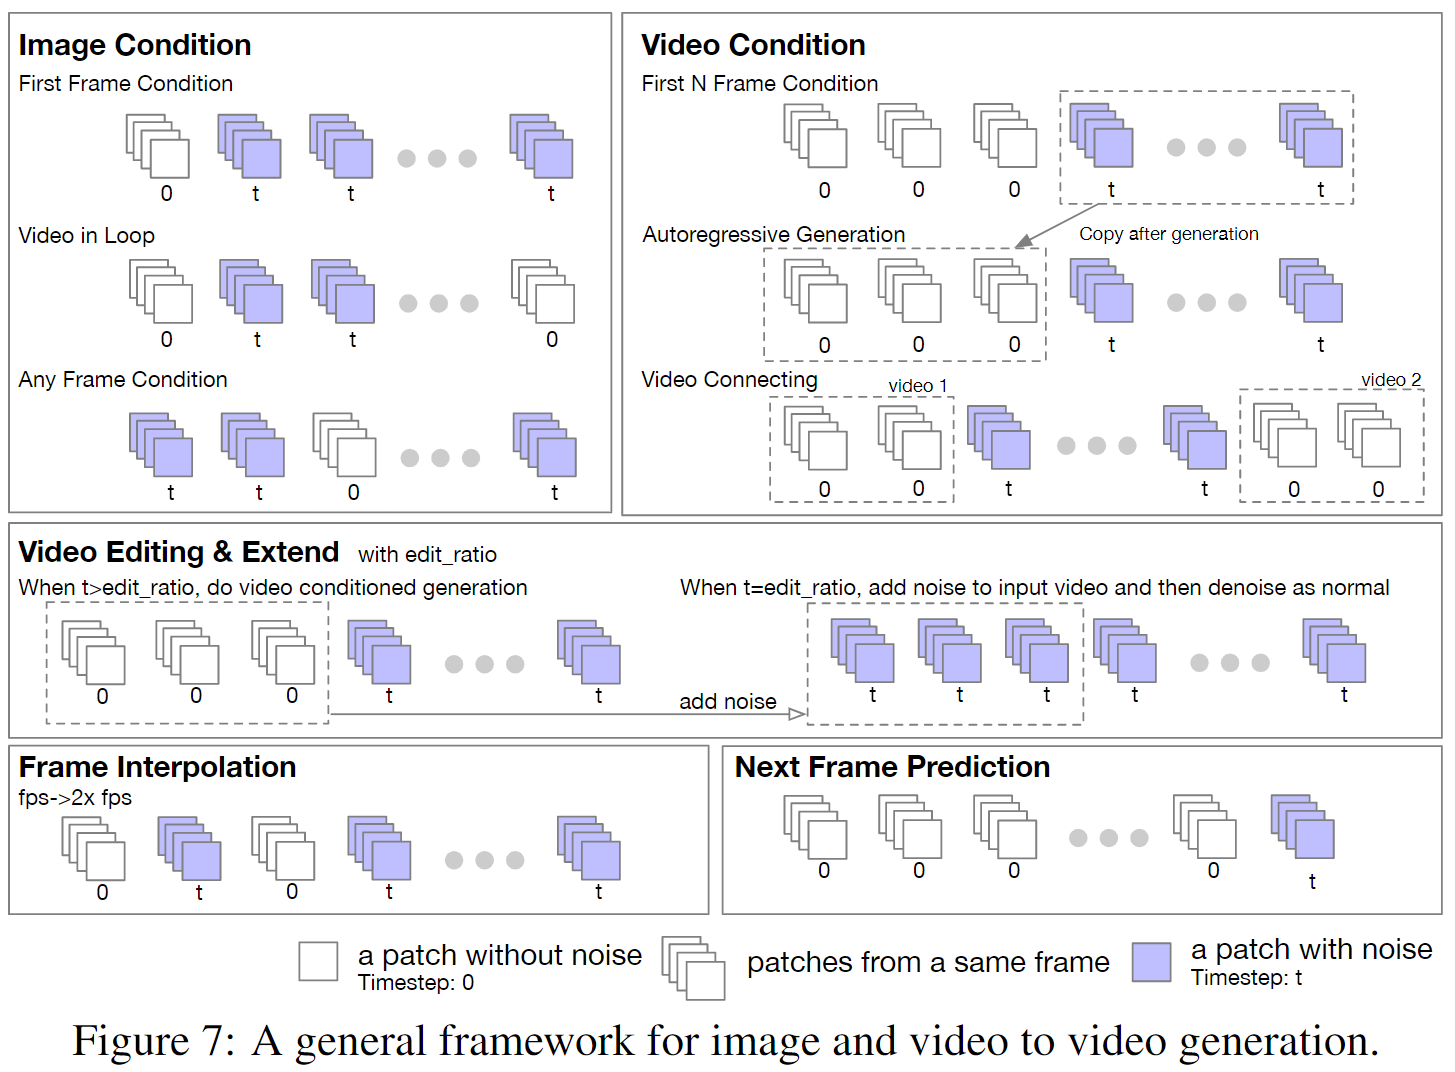 Image Condition
First Frame Condition
0 t t t
Video in Loop
0 t t 0
Any Frame Condition
t t 0 t
Video Condition
First N Frame Condition
0 0 0 t t
Autoregressive Generation
Copy after generation
0 0 0 t t
Video Connecting
video 1
video 2
0 0 t t 0 0
Video Editing & Extend with edit_ratio
When t>edit_ratio, do video conditioned generation
0 0 0 t t
add noise
When t=edit_ratio, add noise to input video and then denoise as normal
t t t t t
Frame Interpolation
fps->2x fps
0 t 0 t t
Next Frame Prediction
0 0 0 0 t
a patch without noise
Timestep: 0
patches from a same frame
a patch with noise
Timestep: t
Figure 7: A general framework for image and video to video generation.